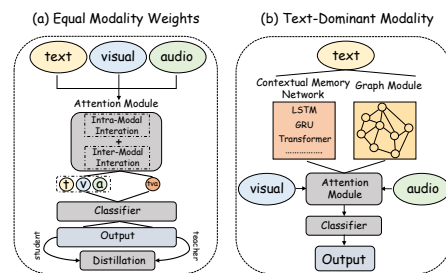 (a) Equal Modality Weights
text
visual
audio
Attention Module
Intra-Modal
Interation
+
Inter-Modal
Interation
t
v
a
tva
Classifier
Output
student
teacher
Distillation
(b) Text-Dominant Modality
text
Contextual Memory
Network
Graph Module
LSTM
GRU
Transformer
................
visual
Attention
Module
audio
Classifier
Output